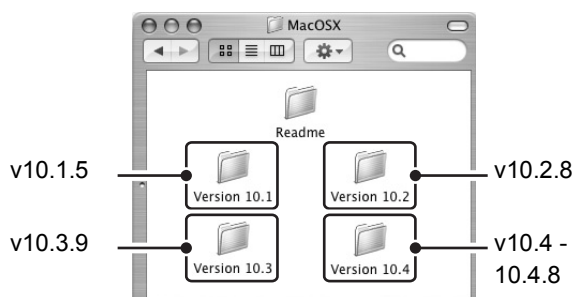 MacOSX
Readme
v10.1.5
Version 10.1
Version 10.2
v10.2.8
v10.3.9
Version 10.3
Version 10.4
v10.4 -
10.4.8